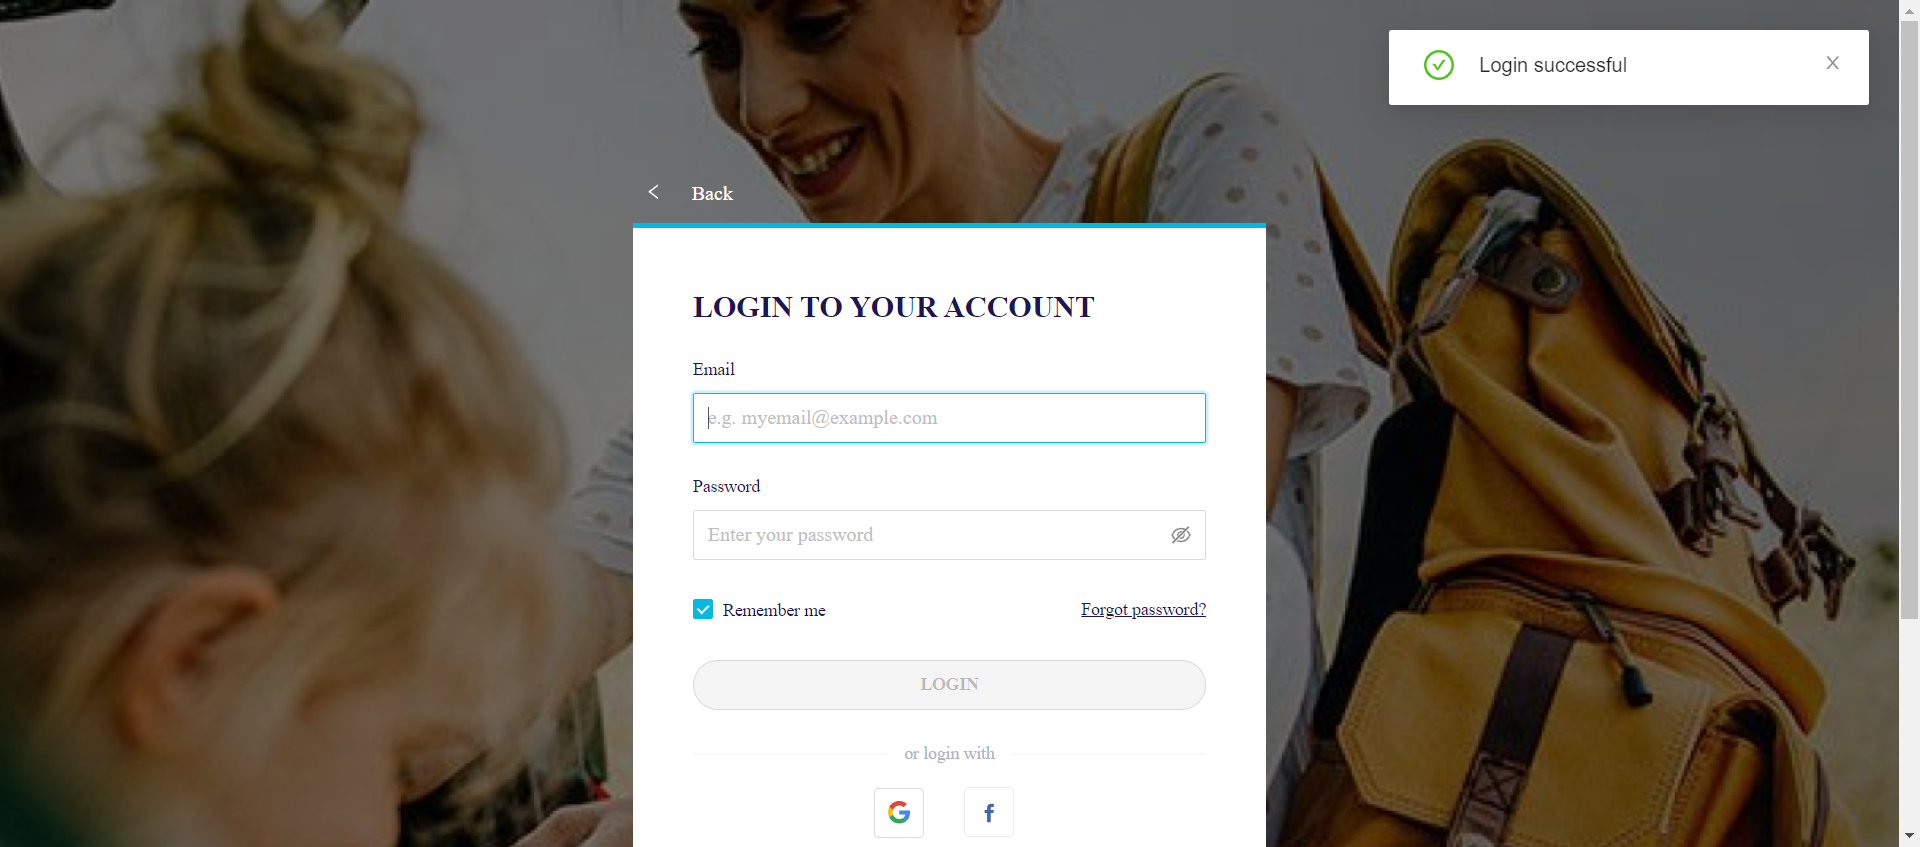 Login successful
Back
LOGIN TO YOUR ACCOUNT
Email
e.g. myemail@example.com
Password
Enter your password
Remember me
Forgot password?
LOGIN
or login with